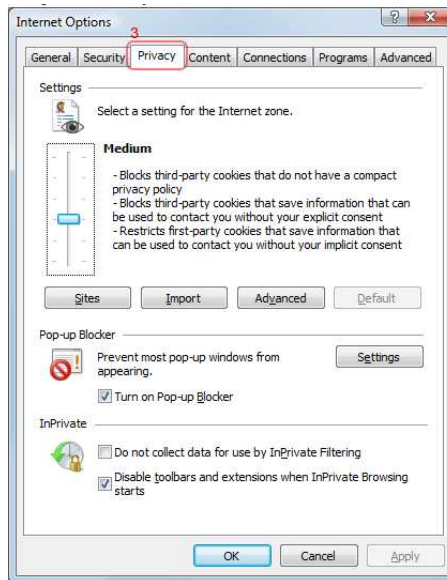 Internet Options
3
General Security Privacy Content Connections Programs Advanced
Settings
Select a setting for the Internet zone.
Medium
- Blocks third-party cookies that do not have a compact
privacy policy
- Blocks third-party cookies that save information that can
be used to contact you without your explicit consent
- Restricts first-party cookies that save information that
can be used to contact you without your implicit consent
Sites Import Advanced Default
Pop-up Blocker
Prevent most pop-up windows from
appearing.
Settings
Turn on Pop-up Blocker
InPrivate
Do not collect data for use by InPrivate Filtering
Disable toolbars and extensions when InPrivate Browsing
starts
OK Cancel Apply